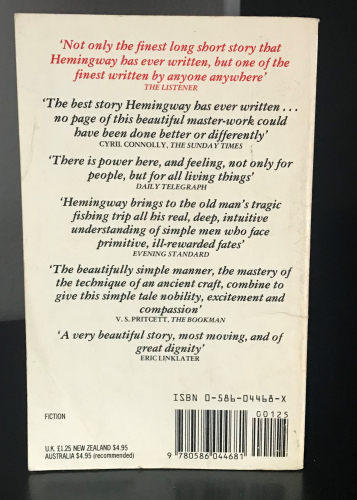 ‘Not only the finest long short story that
Hemingway has ever written, but one of the
finest written by anyone anywhere’
THE LISTENER
‘The best story Hemingway has ever written . . .
no page of this beautiful master-work could
have been done better or differently’
CYRIL CONNOLLY, THE SUNDAY TIMES
‘There is power here, and feeling, not only for
people, but for all living things’
DAILY TELEGRAPH
‘Hemingway brings to the old man's tragic
fishing trip all his real, deep, intuitive
understanding of simple men who face
primitive, ill-rewarded fates’
EVENING STANDARD
‘The beautifully simple manner, the mastery of
the technique of an ancient craft, combine to
give this simple tale nobility, excitement and
compassion’
V. S. PRITCETT, THE BOOKMAN
‘A very beautiful story, most moving, and of
great dignity’
ERIC LINKLATER
ISBN 0-586-04468-X
00125
FICTION
U.K. £1.25 NEW ZEALAND $4.95
AUSTRALIA $4.95 (recommended)
9 780586 044681